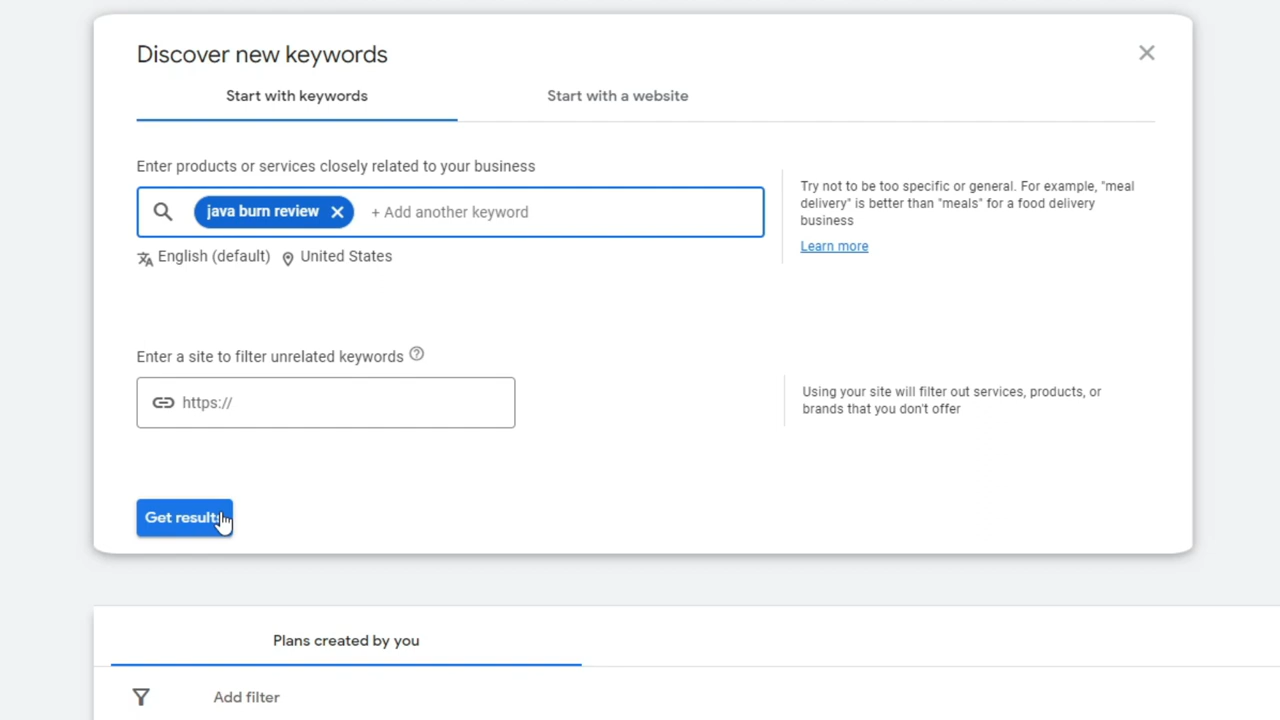 Discover new keywords
Start with keywords
Start with a website
Enter products or services closely related to your business
java burn review
+ Add another keyword
English (default)
United States
Try not to be too specific or general. For example, "meal
delivery" is better than "meals" for a food delivery
business
Learn more
Enter a site to filter unrelated keywords
https://
Using your site will filter out services, products, or
brands that you don't offer
Get results
Plans created by you
Add filter